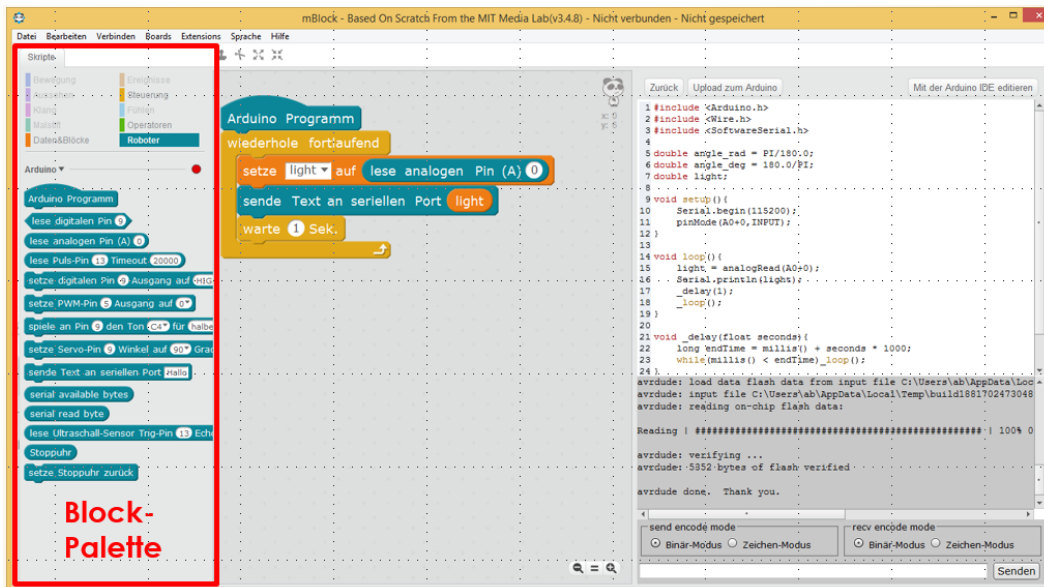 mBlock - Based On Scratch From the MIT Media Lab(v3.4.8) - Nicht verbunden - Nicht gespeichert
Datei Bearbeiten Verbinden Boards Extensions Sprache Hilfe
Skripte
Bewegung Ereignisse
Aussehen Steuerung
Klang Fühlen
Malstift Operatoren
Daten&Blöcke Roboter
Arduino
Arduino Programm
lese digitalen Pin 9
lese analogen Pin (A) 0
lese Puls-Pin 13 Timeout 20000
setze digitalen Pin 9 Ausgang auf HIG
setze PWM-Pin 5 Ausgang auf 0
spiele an Pin 9 den Ton C4 für halbe
setze Servo-Pin 9 Winkel auf 90 Grad
sende Text an seriellen Port Hallo
serial available bytes
serial read byte
lese Ultraschall-Sensor Trig-Pin 13 Echo
Stoppuhr
setze Stoppuhr zurück
Block-
Palette
Arduino Programm
wiederhole fortlaufend
setze light auf lese analogen Pin (A) 0
sende Text an seriellen Port light
warte 1 Sek.
x: 0
y: 5
Zurück Upload zum Arduino Mit der Arduino IDE editieren
1 #include <Arduino.h>
2 #include <Wire.h>
3 #include <SoftwareSerial.h>
4
5 double angle_rad = PI/180.0;
6 double angle_deg = 180.0/PI;
7 double light;
8
9 void setup(){
10 Serial.begin(115200);
11 pinMode(A0+0,INPUT);
12 }
13
14 void loop(){
15 light = analogRead(A0+0);
16 Serial.println(light);
17 _delay(1);
18 _loop();
19 }
20
21 void _delay(float seconds){
22 long endTime = millis() + seconds * 1000;
23 while(millis() < endTime)_loop();
24 }
avrdude: load data flash data from input file C:\Users\ab\AppData\Loc
avrdude: input file C:\Users\ab\AppData\Local\Temp\build1881702473048
avrdude: reading on-chip flash data:
Reading | ################################################## | 100% 0
avrdude: verifying ...
avrdude: 5352 bytes of flash verified
avrdude done. Thank you.
send encode mode recv encode mode
Binär-Modus Zeichen-Modus Binär-Modus Zeichen-Modus
Senden